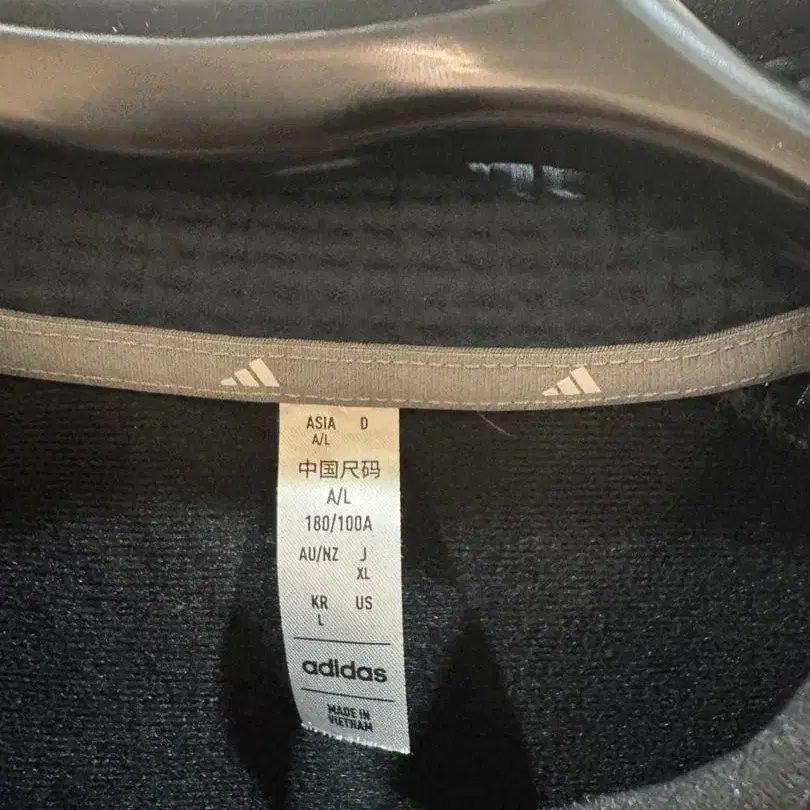 ASIA D
A/L
中国尺码
A/L
180/100A
AU/NZ J
XL
KR US
L
adidas
MADE IN
VIETNAM